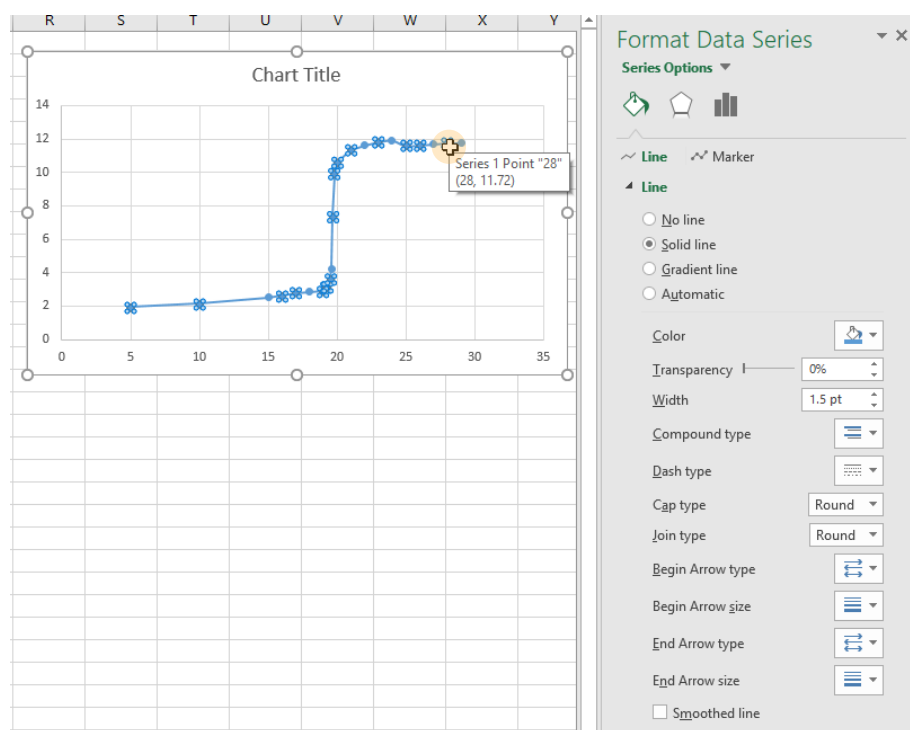 R S T U V W X Y
Chart Title
14
12
10
8
6
4
2
0
0 5 10 15 20 25 30 35
Series 1 Point "28"
(28, 11.72)
Format Data Series
Series Options
Line Marker
Line
No line
Solid line
Gradient line
Automatic
Color
Transparency 0%
Width 1.5 pt
Compound type
Dash type
Cap type Round
Join type Round
Begin Arrow type
Begin Arrow size
End Arrow type
End Arrow size
Smoothed line